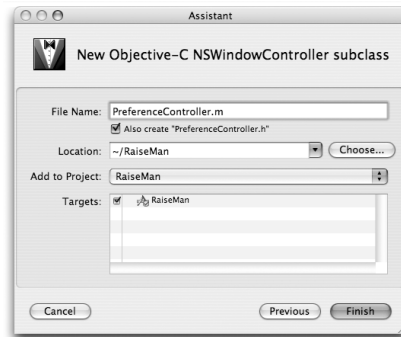 Assistant
New Objective-C NSWindowController subclass
File Name: PreferenceController.m
Also create "PreferenceController.h"
Location: ~/RaiseMan Choose...
Add to Project: RaiseMan
Targets: RaiseMan
Cancel Previous Finish